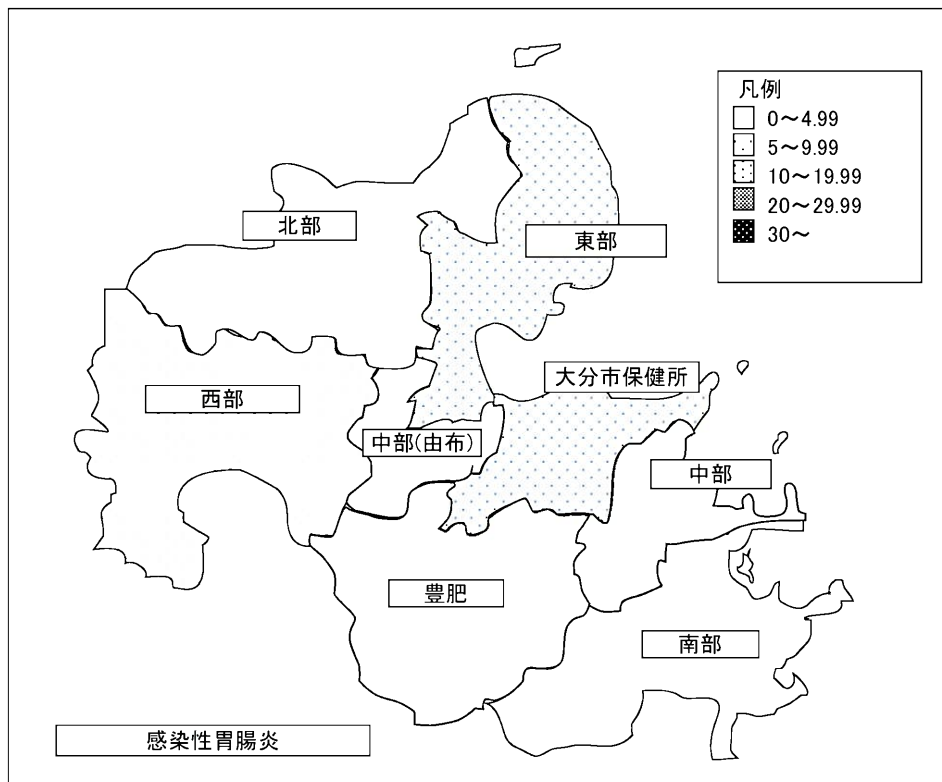 凡例
0～4.99
5～9.99
10～19.99
20～29.99
30～
北部
東部
大分市保健所
西部
中部(由布)
中部
豊肥
南部
感染性胃腸炎